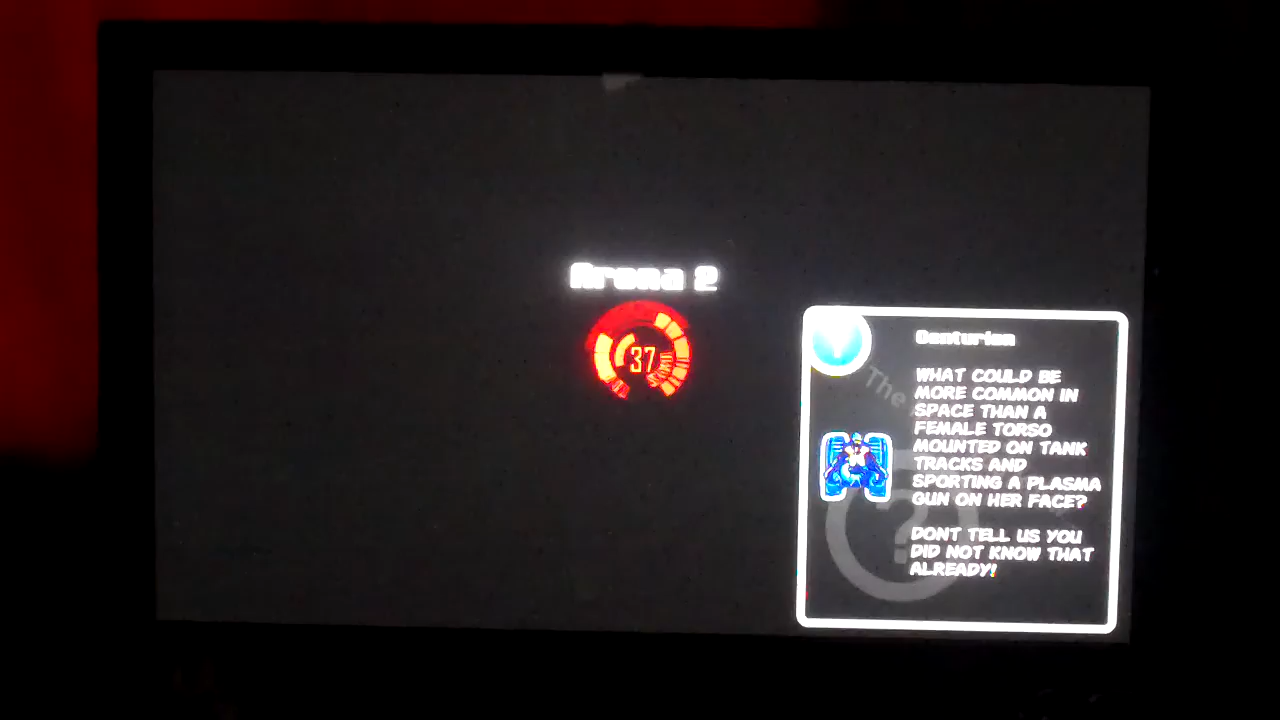 Arena 2
37
Centurion
The
WHAT COULD BE
MORE COMMON IN
SPACE THAN A
FEMALE TORSO
MOUNTED ON TANK
TRACKS AND
SPORTING A PLASMA
GUN ON HER FACE?
DONT TELL US YOU
DID NOT KNOW THAT
ALREADY!